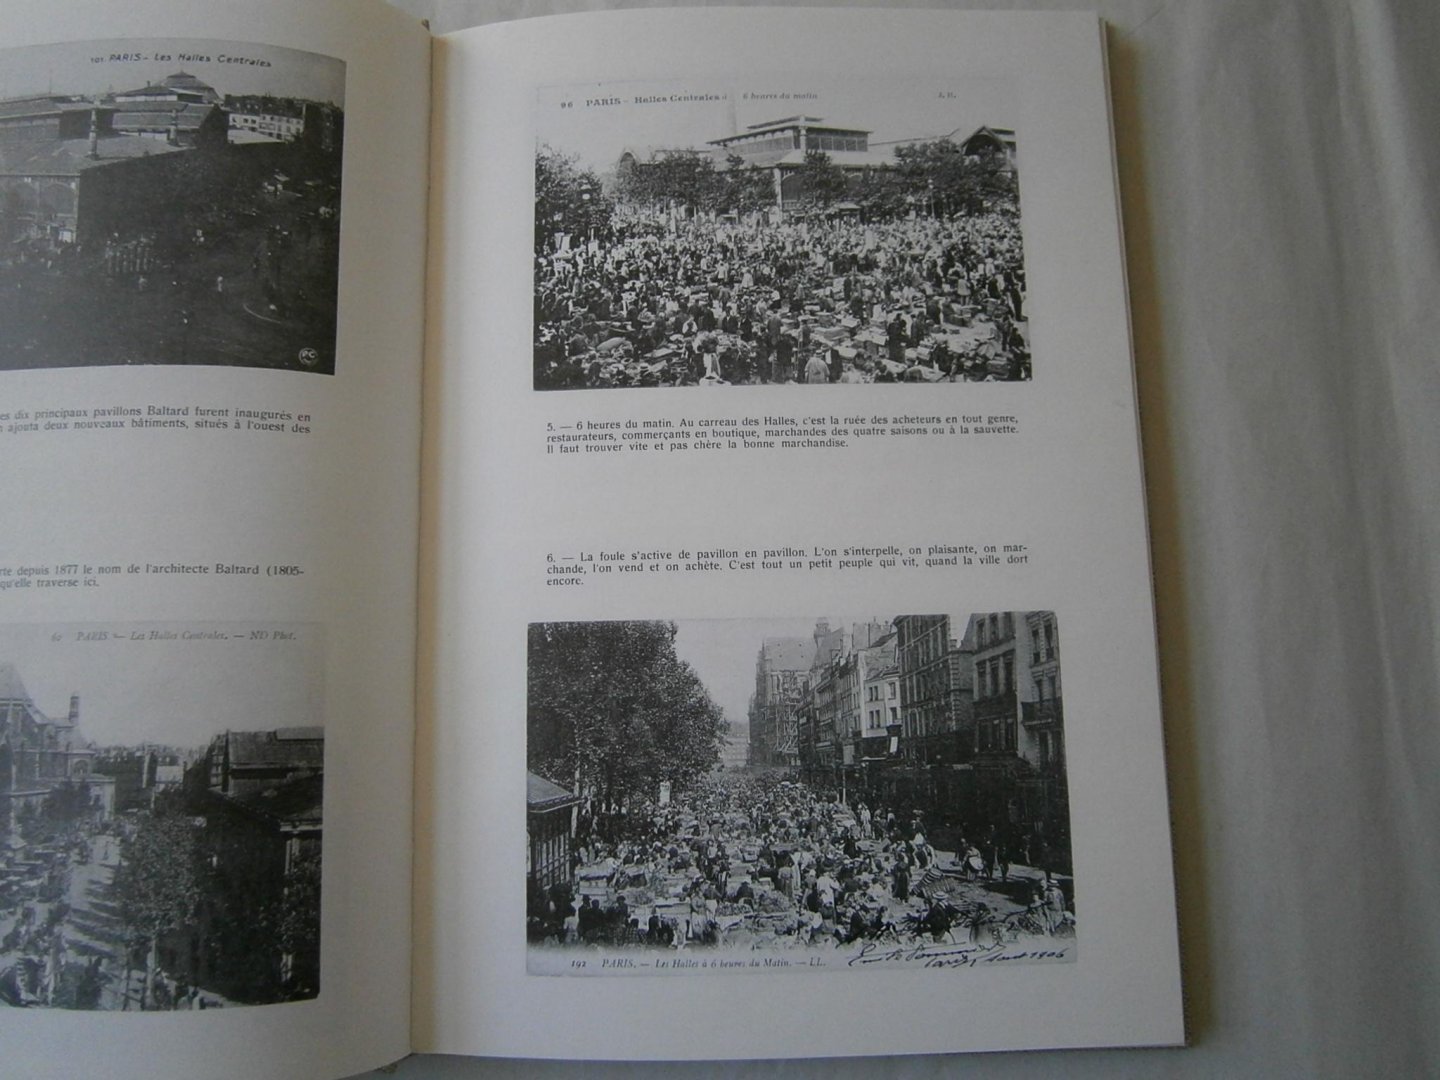 101 PARIS - Les Halles Centrales
PC
es dix principaux pavillons Baltard furent inaugurés en
ajouta deux nouveaux bâtiments, situés à l'ouest des
rte depuis 1877 le nom de l'architecte Baltard (1805-
qu'elle traverse ici.
60 PARIS — Les Halles Centrales. — ND Phot.
96 PARIS - Halles Centrales à 6 heures du matin
5. — 6 heures du matin. Au carreau des Halles, c'est la ruée des acheteurs en tout genre,
restaurateurs, commerçants en boutique, marchandes des quatre saisons ou à la sauvette.
Il faut trouver vite et pas chère la bonne marchandise.
6. — La foule s'active de pavillon en pavillon. L'on s'interpelle, on plaisante, on mar-
chande, l'on vend et on achète. C'est tout un petit peuple qui vit, quand la ville dort
encore.
192 PARIS. — Les Halles à 6 heures du Matin. — LL.
Paris, Aout 1906